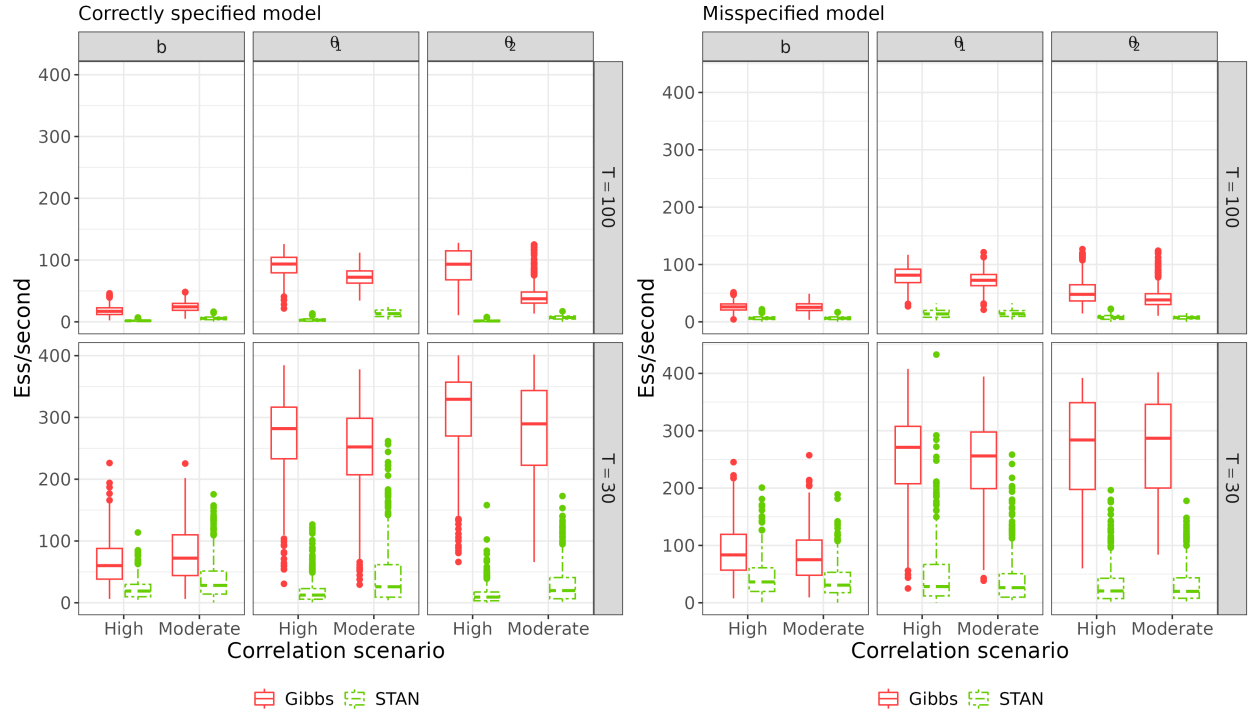 Correctly specified model
b θ1 θ2
400
300
200
100
0
T = 100
400
300
200
100
0
T = 30
Ess/second
High Moderate High Moderate High Moderate
Correlation scenario
Gibbs STAN
Misspecified model
b θ1 θ2
400
300
200
100
0
T = 100
400
300
200
100
0
T = 30
Ess/second
High Moderate High Moderate High Moderate
Correlation scenario
Gibbs STAN